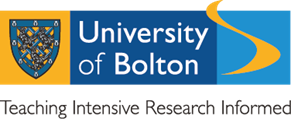 University
of Bolton
Teaching Intensive Research Informed